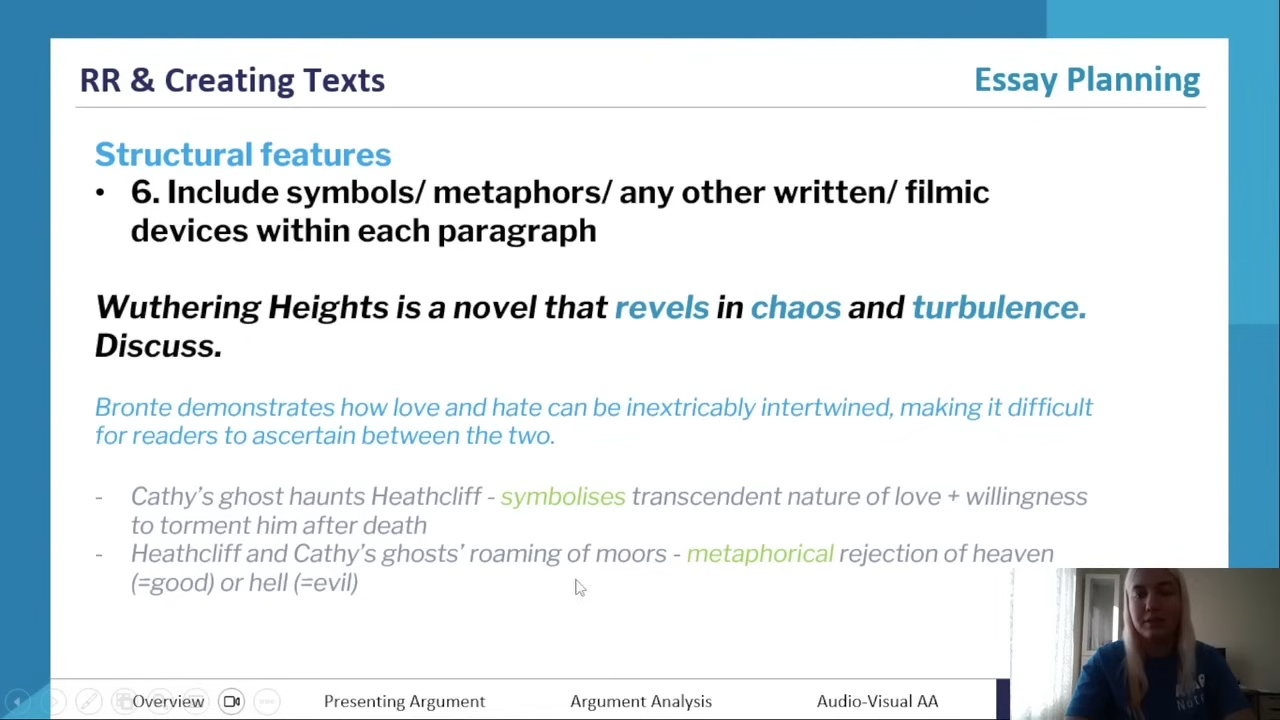 RR & Creating Texts
Essay Planning
Structural features
• 6. Include symbols/ metaphors/ any other written/ filmic
devices within each paragraph
Wuthering Heights is a novel that revels in chaos and turbulence.
Discuss.
Bronte demonstrates how love and hate can be inextricably intertwined, making it difficult
for readers to ascertain between the two.
- Cathy's ghost haunts Heathcliff - symbolises transcendent nature of love + willingness
to torment him after death
- Heathcliff and Cathy's ghosts' roaming of moors - metaphorical rejection of heaven
(=good) or hell (=evil)
Overview
Presenting Argument
Argument Analysis
Audio-Visual AA